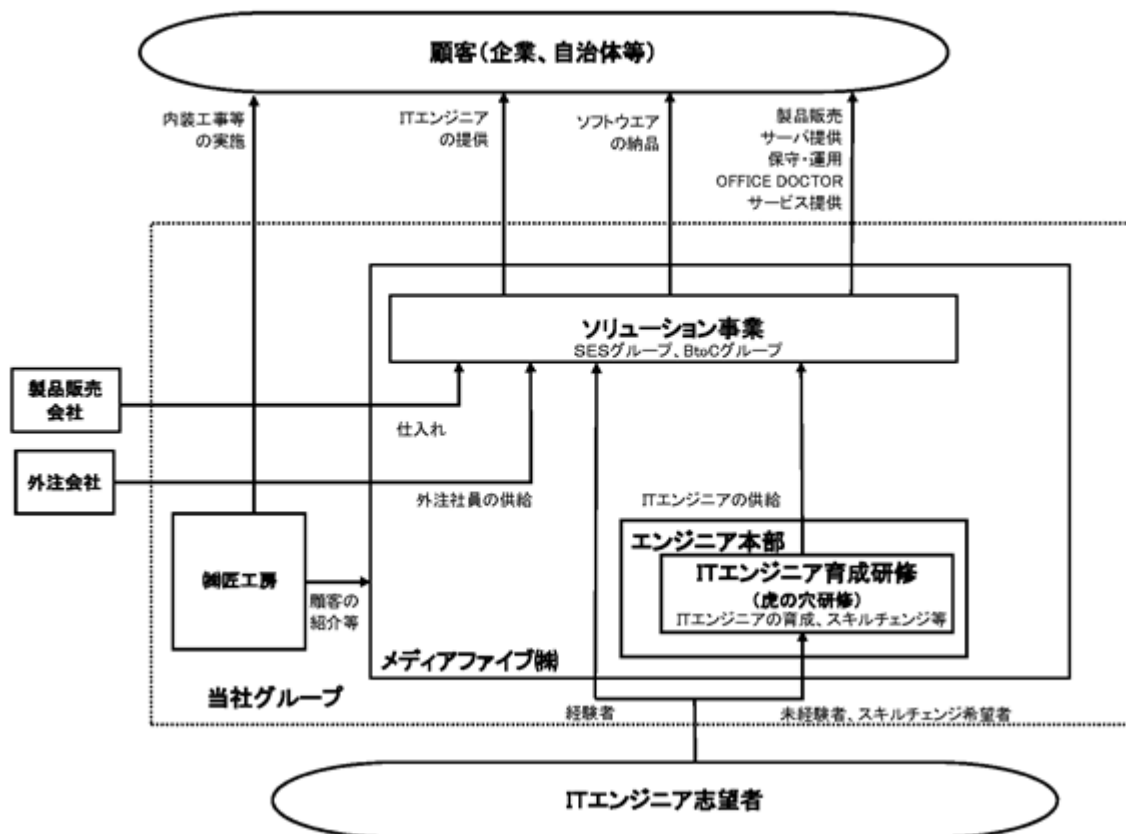 顧客(企業、自治体等)
内装工事等
の実施
ITエンジニア
の提供
ソフトウエア
の納品
製品販売
サーバ提供
保守・運用
OFFICE DOCTOR
サービス提供
ソリューション事業
SESグループ、BtoCグループ
製品販売
会社
仕入れ
外注会社
外注社員の供給
ITエンジニアの供給
エンジニア本部
ITエンジニア育成研修
(虎の穴研修)
ITエンジニアの育成、スキルチェンジ等
㈱匠工房
顧客の
紹介等
メディアファイブ㈱
当社グループ
経験者
未経験者、スキルチェンジ希望者
ITエンジニア志望者